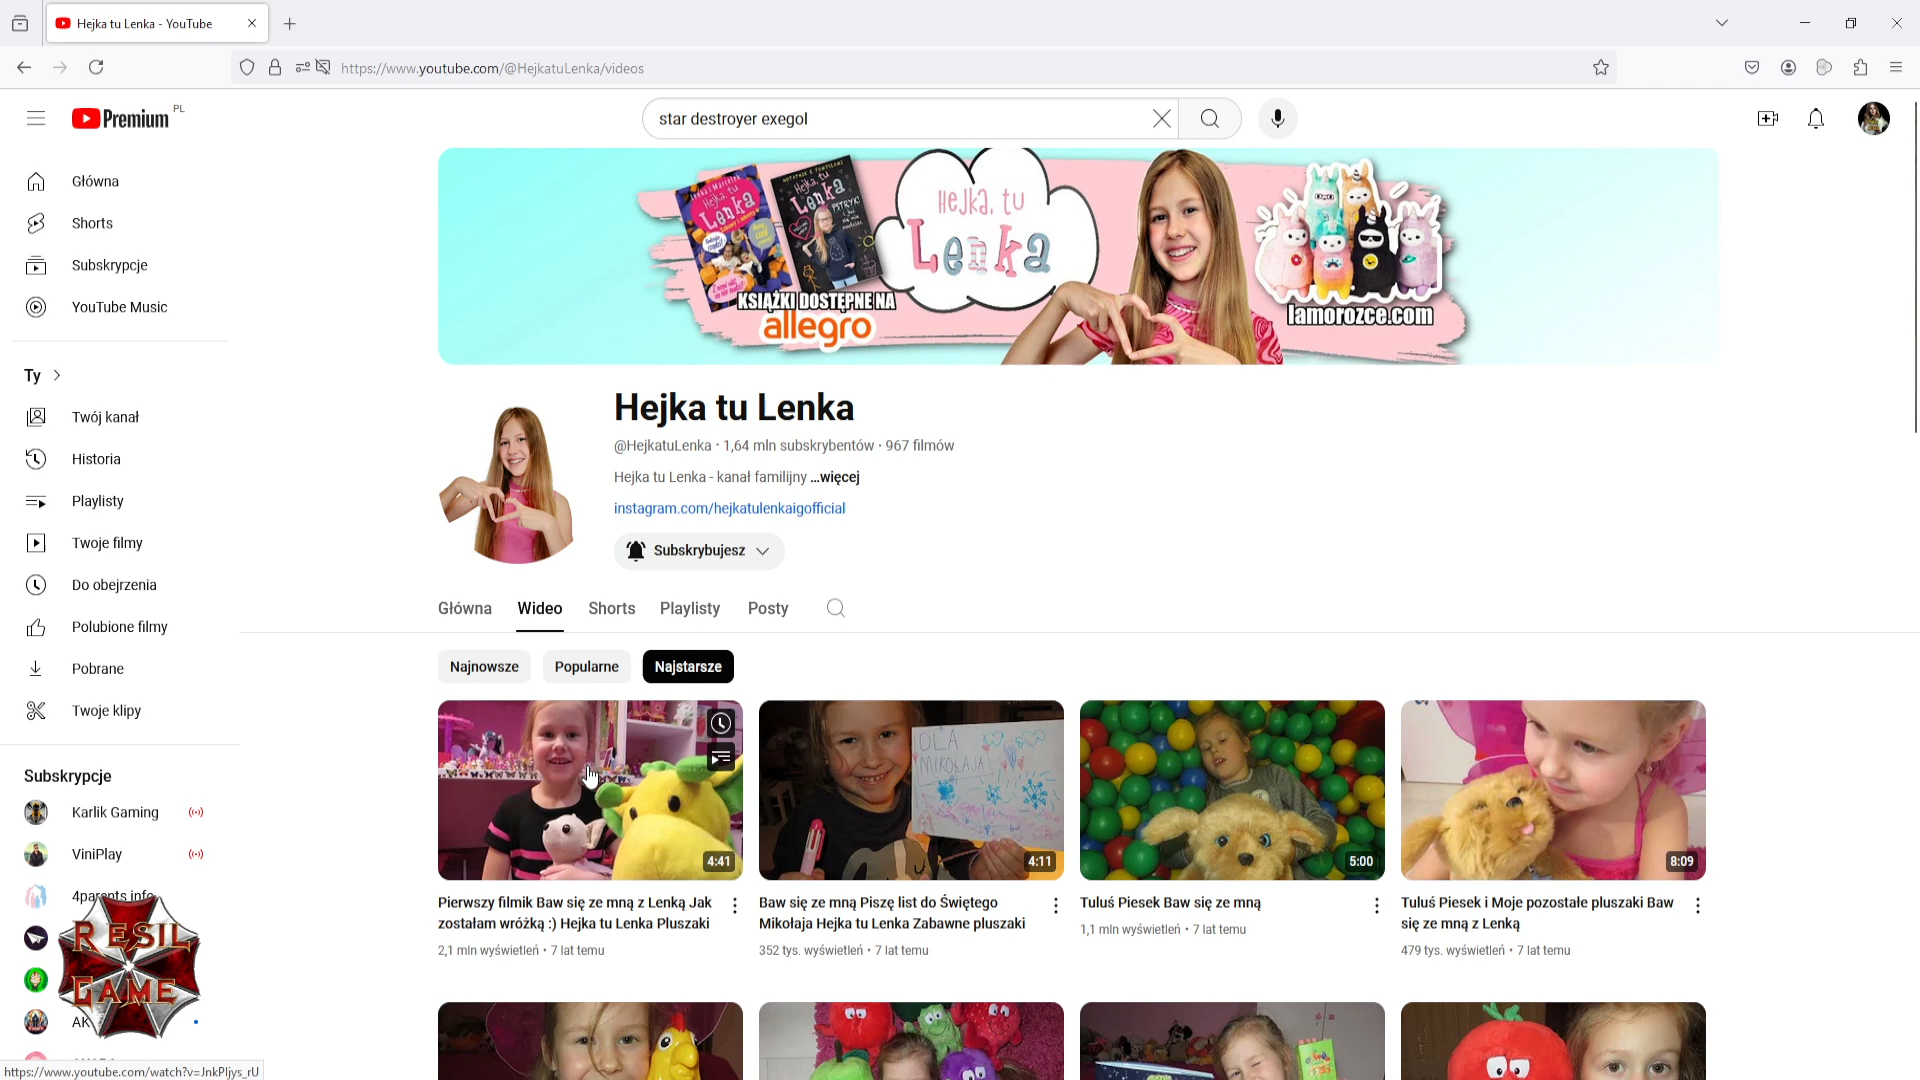 Hejka tu Lenka - YouTube
https://www.youtube.com/@HejkatuLenka/videos
Premium PL
star destroyer exegol
Główna
Shorts
Subskrypcje
YouTube Music
Ty
Twój kanał
Historia
Playlisty
Twoje filmy
Do obejrzenia
Polubione filmy
Pobrane
Twoje klipy
Subskrypcje
Karlik Gaming
ViniPlay
4parents info
AK
RESIL
GAME
Hejka, tu
Lenka
Hejka, tu
Lenka
PSTRYK!
KSIĄŻKI DOSTĘPNE NA
allegro
Hejka, tu
Lenka
lamorozce.com
Hejka tu Lenka
@HejkatuLenka · 1,64 mln subskrybentów · 967 filmów
Hejka tu Lenka - kanał familijny ...więcej
instagram.com/hejkatulenkaigofficial
Subskrybujesz
Główna Wideo Shorts Playlisty Posty
Najnowsze Popularne Najstarsze
4:41
Pierwszy filmik Baw się ze mną z Lenką Jak
zostałam wróżką :) Hejka tu Lenka Pluszaki
2,1 mln wyświetleń · 7 lat temu
DLA
MIKOŁAJA
4:11
Baw się ze mną Piszę list do Świętego
Mikołaja Hejka tu Lenka Zabawne pluszaki
352 tys. wyświetleń · 7 lat temu
5:00
Tuluś Piesek Baw się ze mną
1,1 mln wyświetleń · 7 lat temu
8:09
Tuluś Piesek i Moje pozostałe pluszaki Baw
się ze mną z Lenką
479 tys. wyświetleń · 7 lat temu
https://www.youtube.com/watch?v=JnkPljys_rU